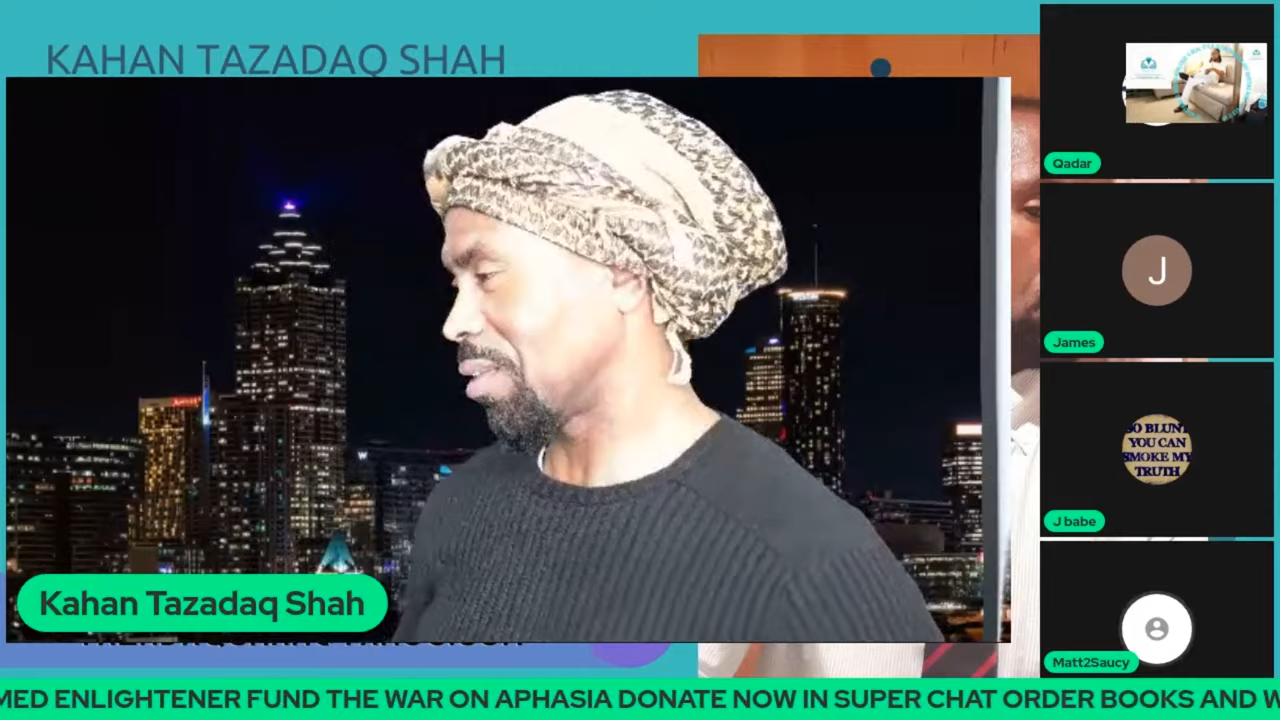 KAHAN TAZADAQ SHAH
Qadar
J
James
SO BLUNT
YOU CAN
SMOKE MY
TRUTH
J babe
Kahan Tazadaq Shah
Matt2Saucy
MED ENLIGHTENER FUND THE WAR ON APHASIA DONATE NOW IN SUPER CHAT ORDER BOOKS AND W